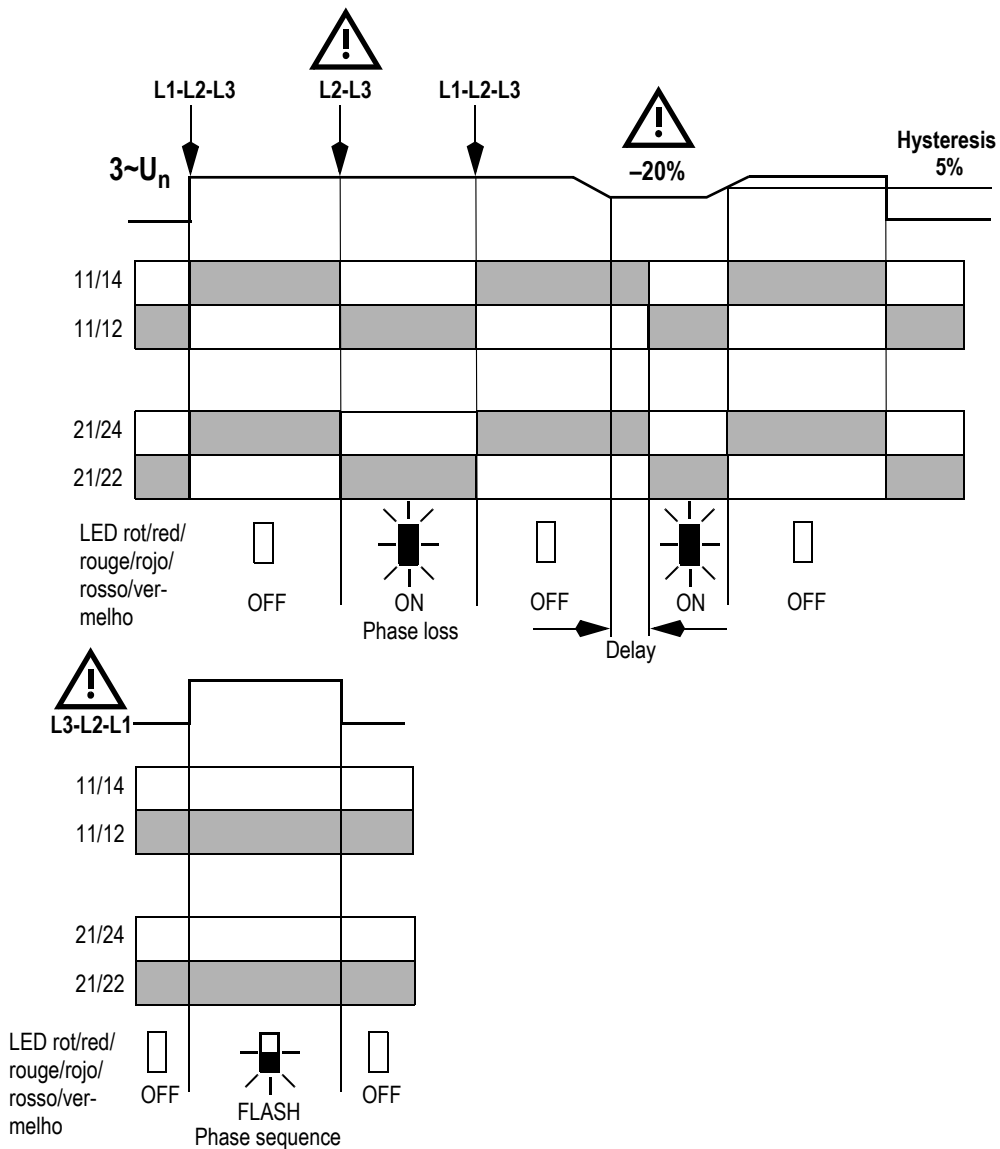 L1-L2-L3
L2-L3
L1-L2-L3
3~Un
–20%
Hysteresis
5%
11/14
11/12
21/24
21/22
LED rot/red/
rouge/rojo/
rosso/ver-
melho
OFF
ON
Phase loss
OFF
ON
OFF
Delay
L3-L2-L1
11/14
11/12
21/24
21/22
LED rot/red/
rouge/rojo/
rosso/ver-
melho
OFF
FLASH
Phase sequence
OFF